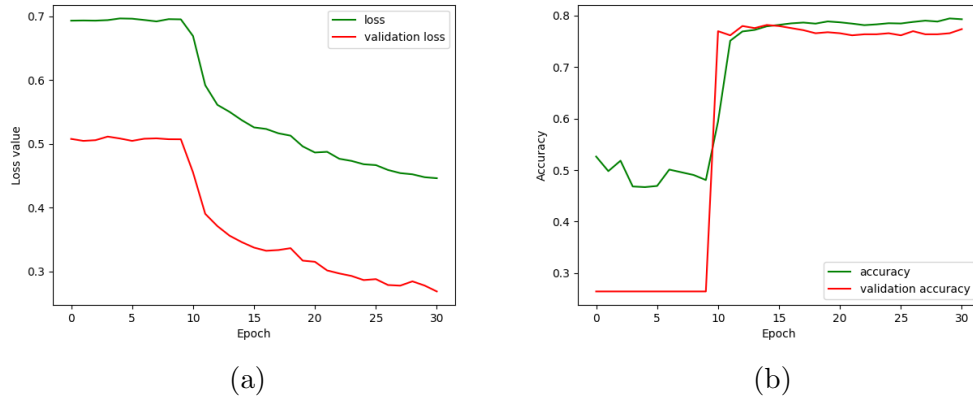 0.7
0.6
0.5
0.4
0.3
Loss value
loss
validation loss
0 5 10 15 20 25 30
Epoch
(a)
0.8
0.7
0.6
0.5
0.4
0.3
Accuracy
accuracy
validation accuracy
0 5 10 15 20 25 30
Epoch
(b)